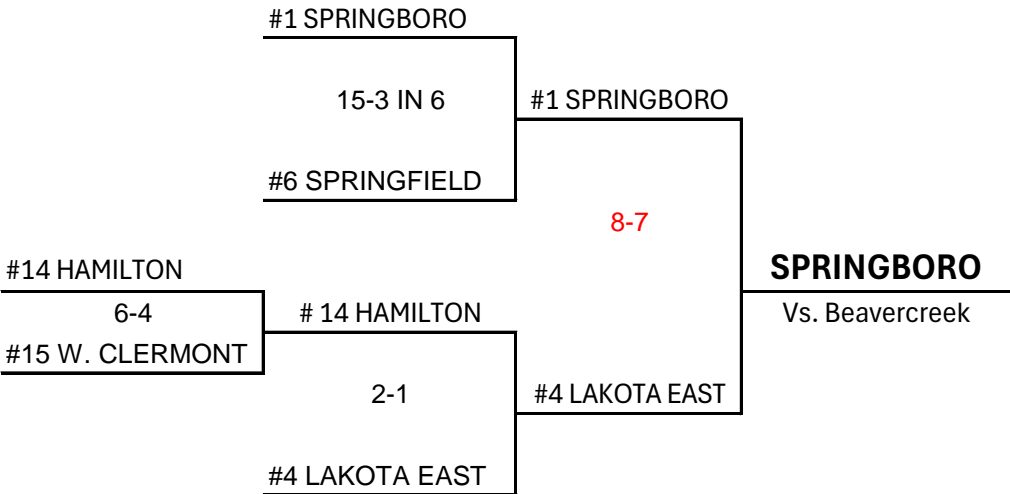 #1 SPRINGBORO
15-3 IN 6
#1 SPRINGBORO
#6 SPRINGFIELD
8-7
#14 HAMILTON
SPRINGBORO
6-4
# 14 HAMILTON
Vs. Beavercreek
#15 W. CLERMONT
2-1
#4 LAKOTA EAST
#4 LAKOTA EAST